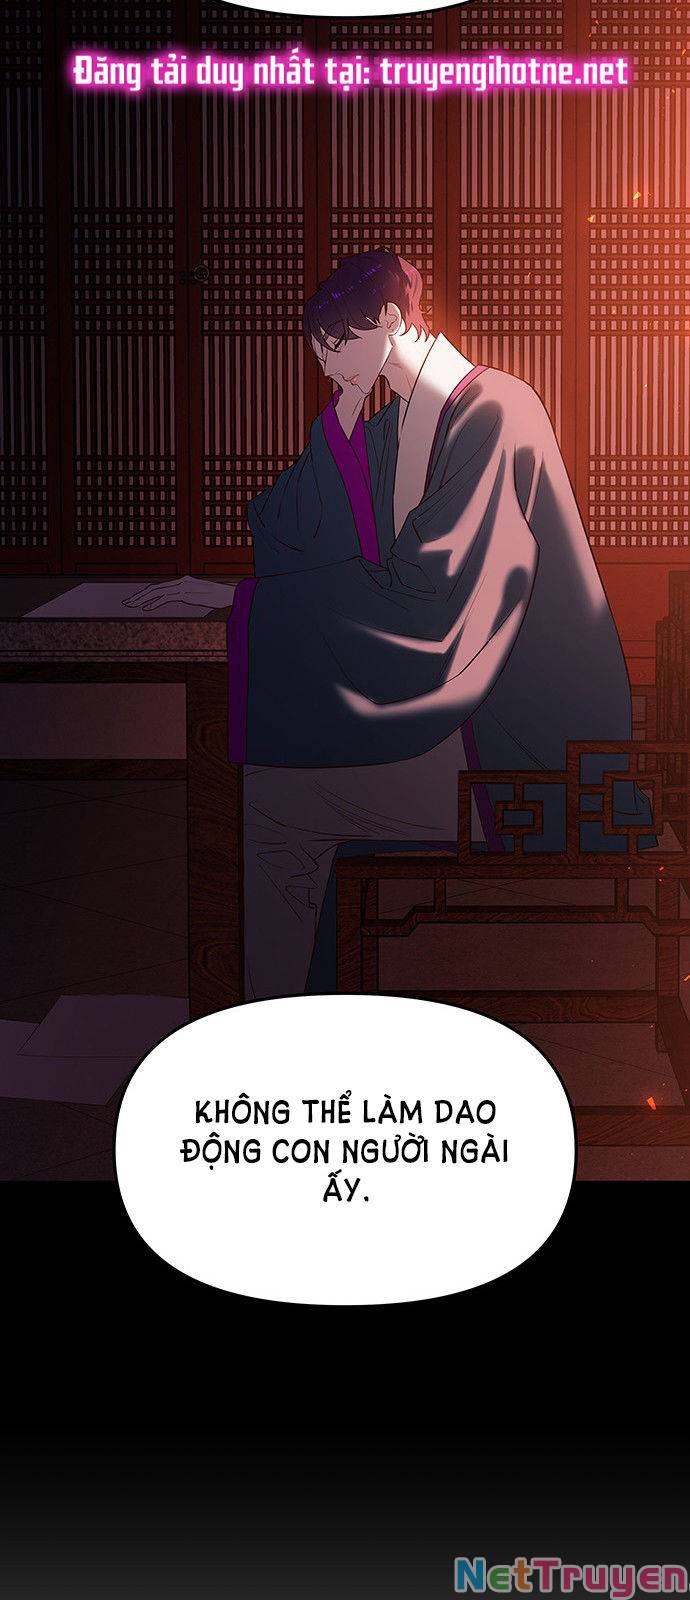 Đăng tải duy nhất tại: truyengihotne.net
KHÔNG THỂ LÀM DAO
ĐỘNG CON NGƯỜI NGÀI
ẤY.
NetTruyen